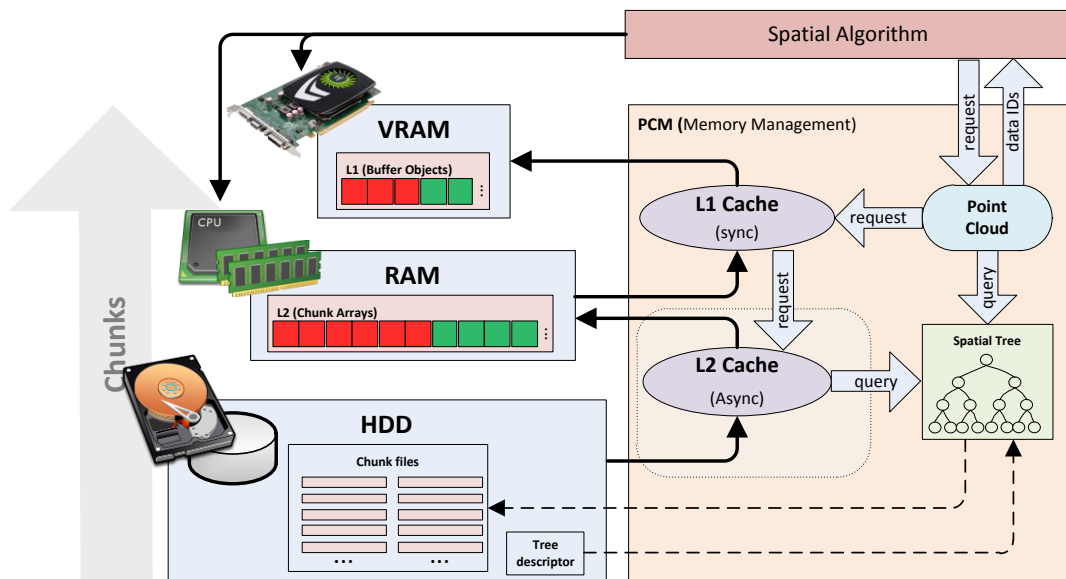 Spatial Algorithm
request
data IDs
VRAM
L1 (Buffer Objects)
PCM (Memory Management)
L1 Cache
(sync)
request
Point
Cloud
CPU
RAM
L2 (Chunk Arrays)
request
query
Chunks
L2 Cache
(Async)
query
Spatial Tree
HDD
Chunk files
...
...
Tree
descriptor